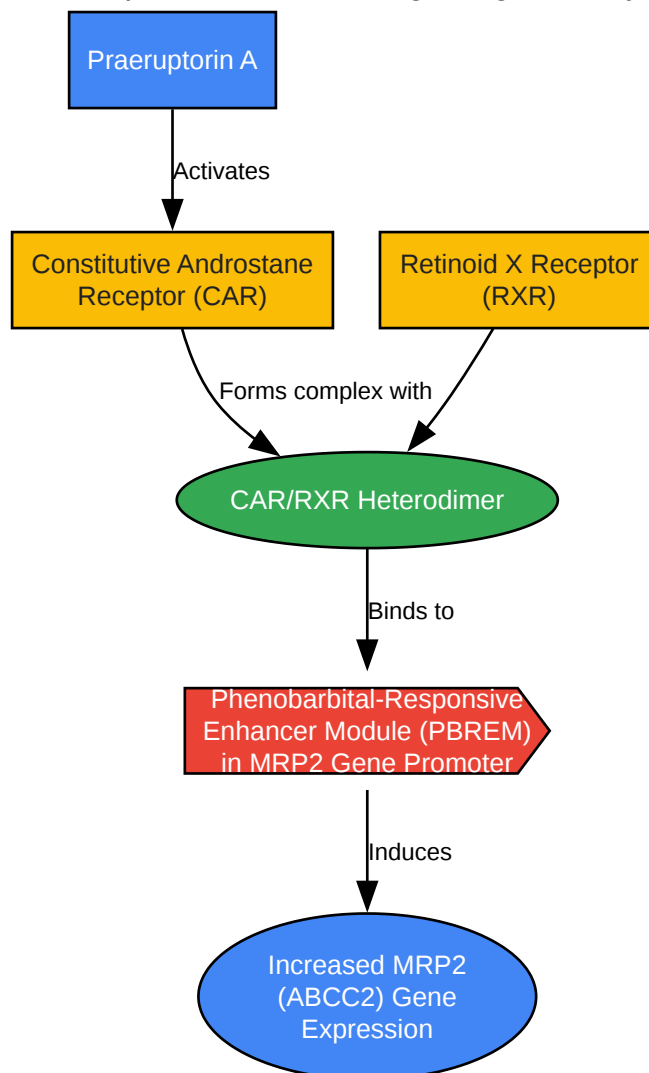 Praeruptorin A
Activates
Constitutive Androstane
Receptor (CAR)
Retinoid X Receptor
(RXR)
Forms complex with
CAR/RXR Heterodimer
Binds to
Phenobarbital-Responsive
Enhancer Module (PBREM)
in MRP2 Gene Promoter
Induces
Increased MRP2
(ABCC2) Gene
Expression